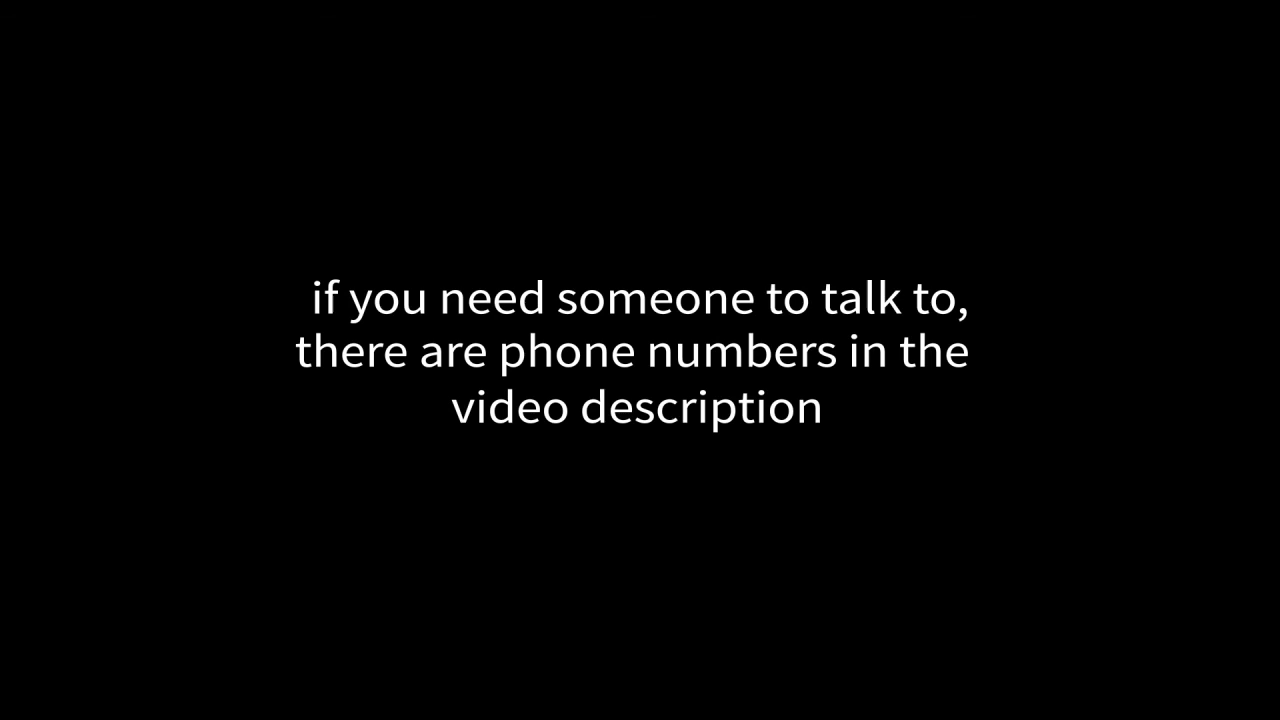 if you need someone to talk to,
there are phone numbers in the
video description